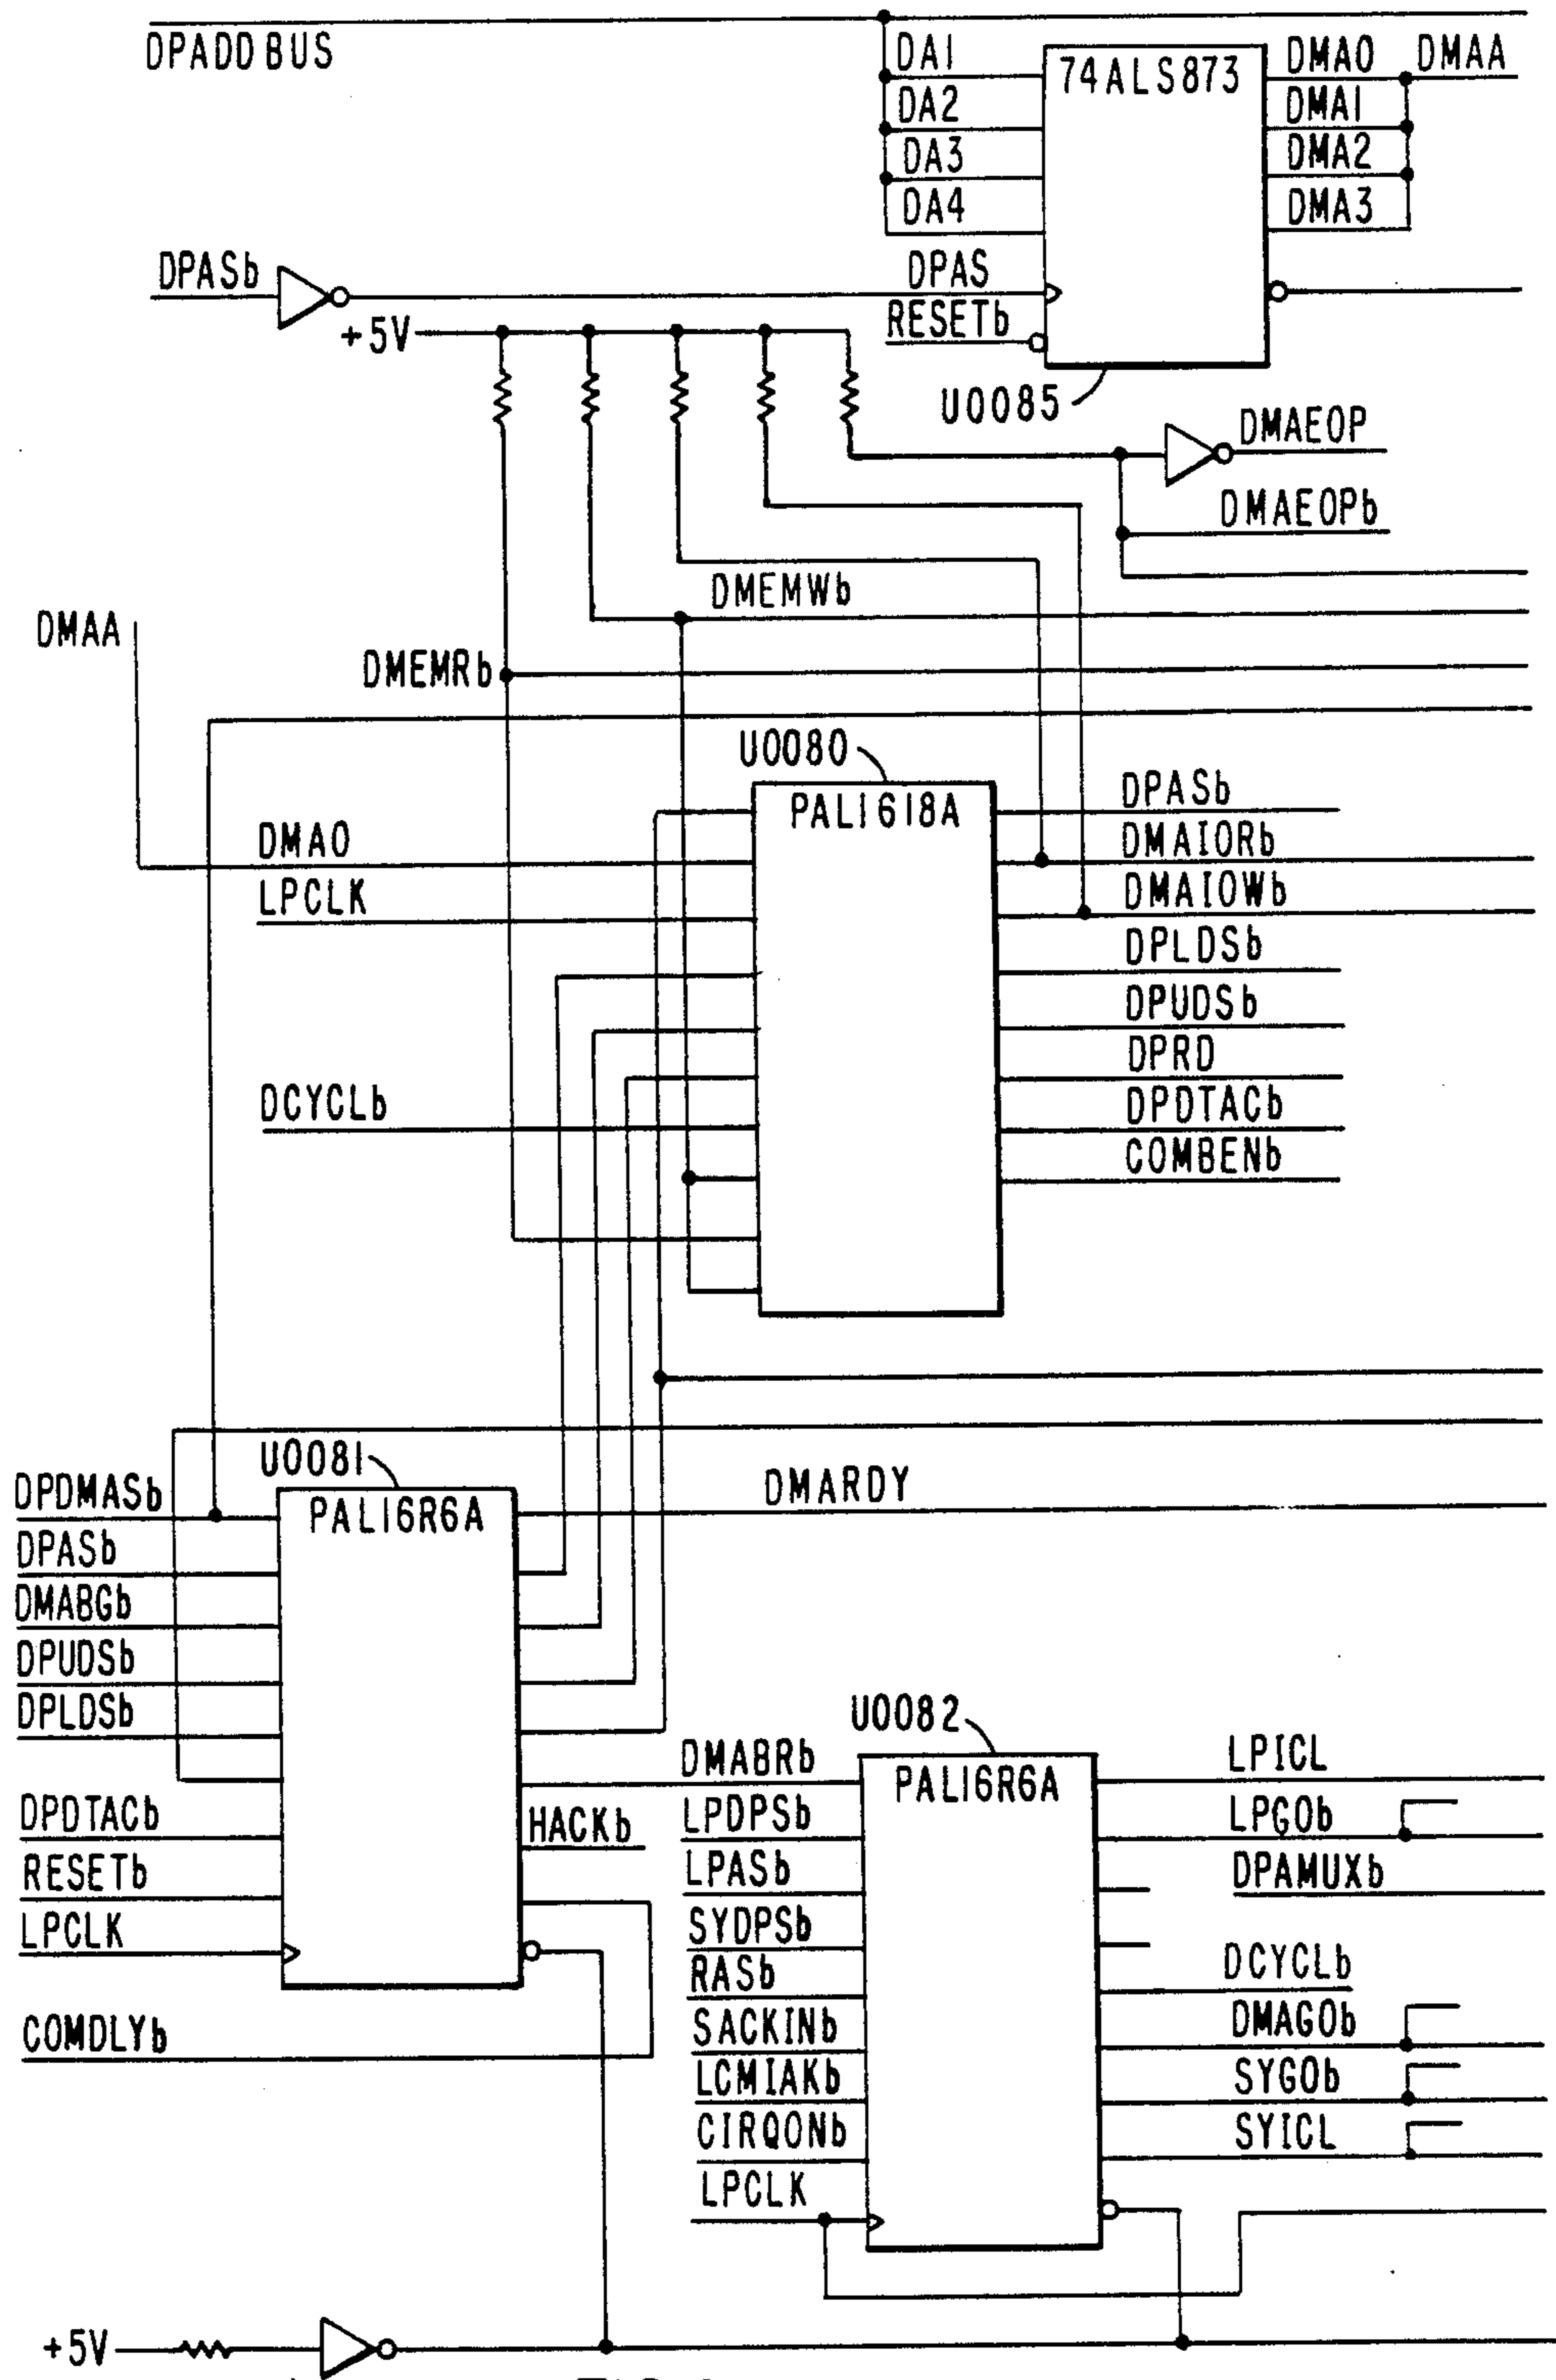 DPADDBUS
DA1
DA2
DA3
DA4
74ALS873
DMA0
DMA1
DMA2
DMA3
DMAA
DPASb
DPAS
RESETb
+5V
U0085
DMAEOP
DMAEOPb
DMEMWb
DMAA
DMEMRb
U0080
PAL16I8A
DMA0
LPCLK
DCYCLb
DPASb
DMAIORb
DMAIOWb
DPLDSb
DPUDSb
DPRD
DPDTACb
COMBENb
U0081
PAL16R6A
DPDMASb
DPASb
DMABGb
DPUDSb
DPLDSb
DPDTACb
RESETb
LPCLK
COMDLYb
DMARDY
DMABRb
HACKb
U0082
PAL16R6A
LPDPSb
LPASb
SYDPSb
RASb
SACKINb
LCMIAKb
CIRQONb
LPCLK
LPICL
LPGOb
DPAMUXb
DCYCLb
DMAGOb
SYGOb
SYICL
+5V